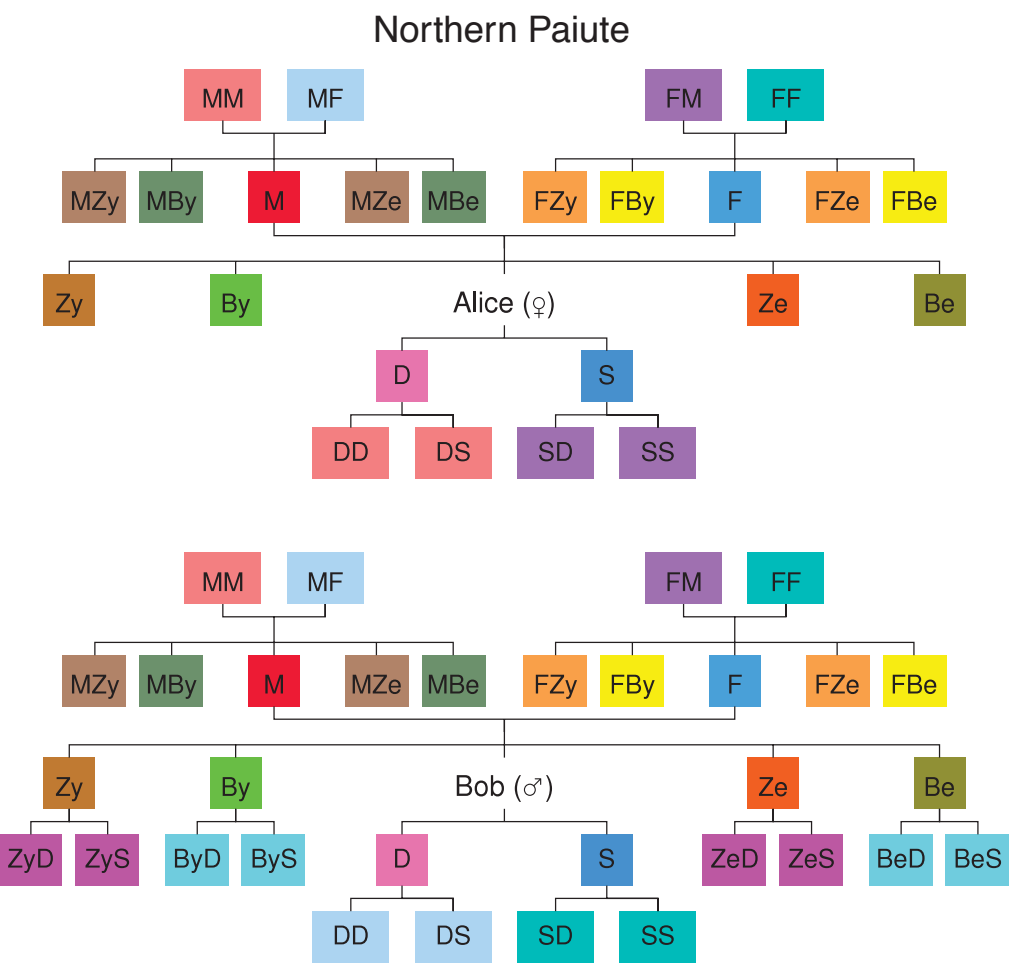 Northern Paiute
MM MF FM FF
MZy MBy M MZe MBe FZy FBy F FZe FBe
Zy By Alice (♀) Ze Be
D S
DD DS SD SS
MM MF FM FF
MZy MBy M MZe MBe FZy FBy F FZe FBe
Zy By Bob (♂) Ze Be
ZyD ZyS ByD ByS D S ZeD ZeS BeD BeS
DD DS SD SS